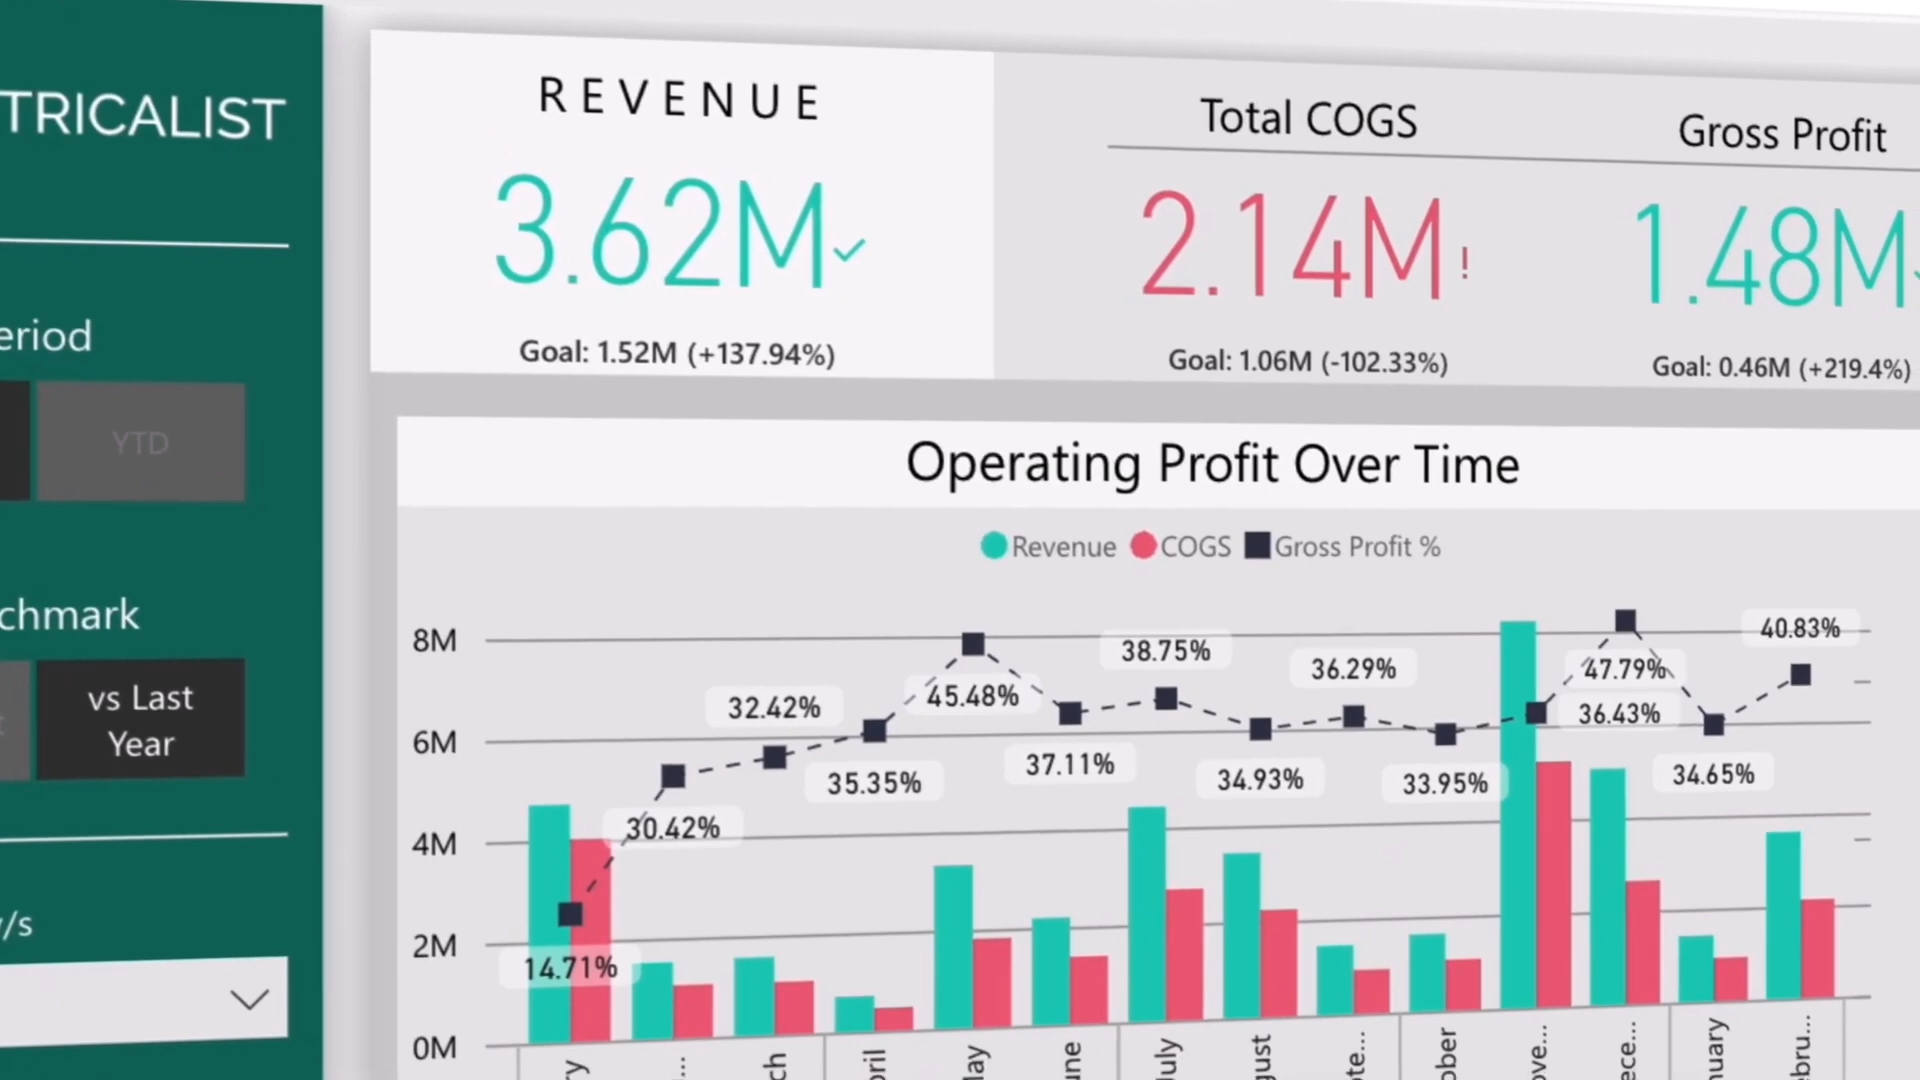 TRICALIST
eriod
YTD
chmark
vs Last
Year
/s
REVENUE
3.62M
Goal: 1.52M (+137.94%)
Total COGS
2.14M!
Goal: 1.06M (-102.33%)
Gross Profit
1.48M
Goal: 0.46M (+219.4%)
Operating Profit Over Time
Revenue COGS Gross Profit %
8M
6M
4M
2M
0M
14.71%
30.42%
32.42%
35.35%
45.48%
37.11%
38.75%
34.93%
36.29%
33.95%
36.43%
47.79%
34.65%
40.83%
ry
...
ch
pril
lay
une
July
gust
ote...
ober
ove...
ece...
nuary
ebru...